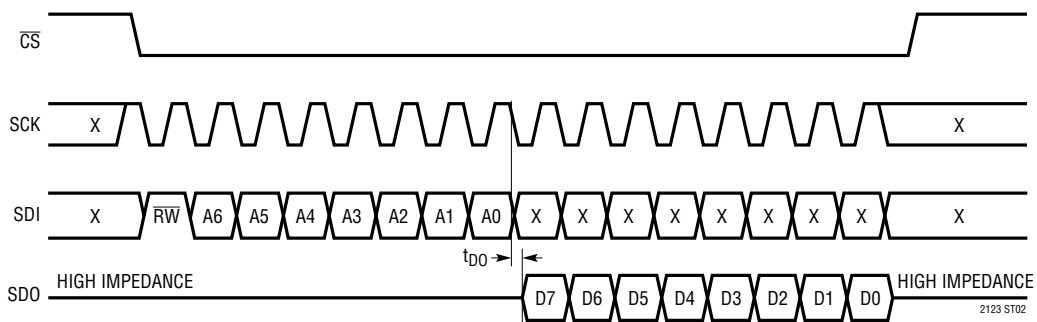 CS
SCK X X
SDI X RW A6 A5 A4 A3 A2 A1 A0 X X X X X X X X X
tDO
HIGH IMPEDANCE HIGH IMPEDANCE
SDO D7 D6 D5 D4 D3 D2 D1 D0
2123 ST02